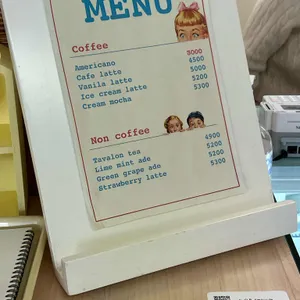 MENU
Coffee
Americano 3000
Cafe latte 4500
Vanila latte 5000
Ice cream latte 5200
Cream mocha 5300
Non coffee
Tavalon tea 4900
Lime mint ade 5200
Green grape ade 5200
Strawberry latte 5300